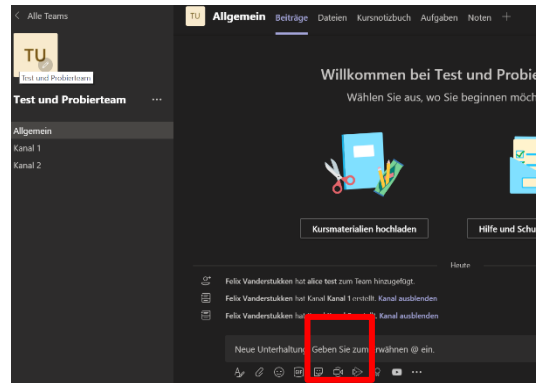 < Alle Teams
TU Allgemein Beiträge Dateien Kursnotizbuch Aufgaben Noten +
TU
Test und Probierteam
Test und Probierteam ...
Allgemein
Kanal 1
Kanal 2
Willkommen bei Test und Probie
Wählen Sie aus, wo Sie beginnen möch
Kursmaterialien hochladen
Hilfe und Schu
Heute
Felix Vanderstukken hat alice test zum Team hinzugefügt.
Felix Vanderstukken hat Kanal Kanal 1 erstellt. Kanal ausblenden
Felix Vanderstukken hat erstellt. Kanal ausblenden
Neue Unterhaltung. Geben Sie zum Erwähnen @ ein.
GIF
...